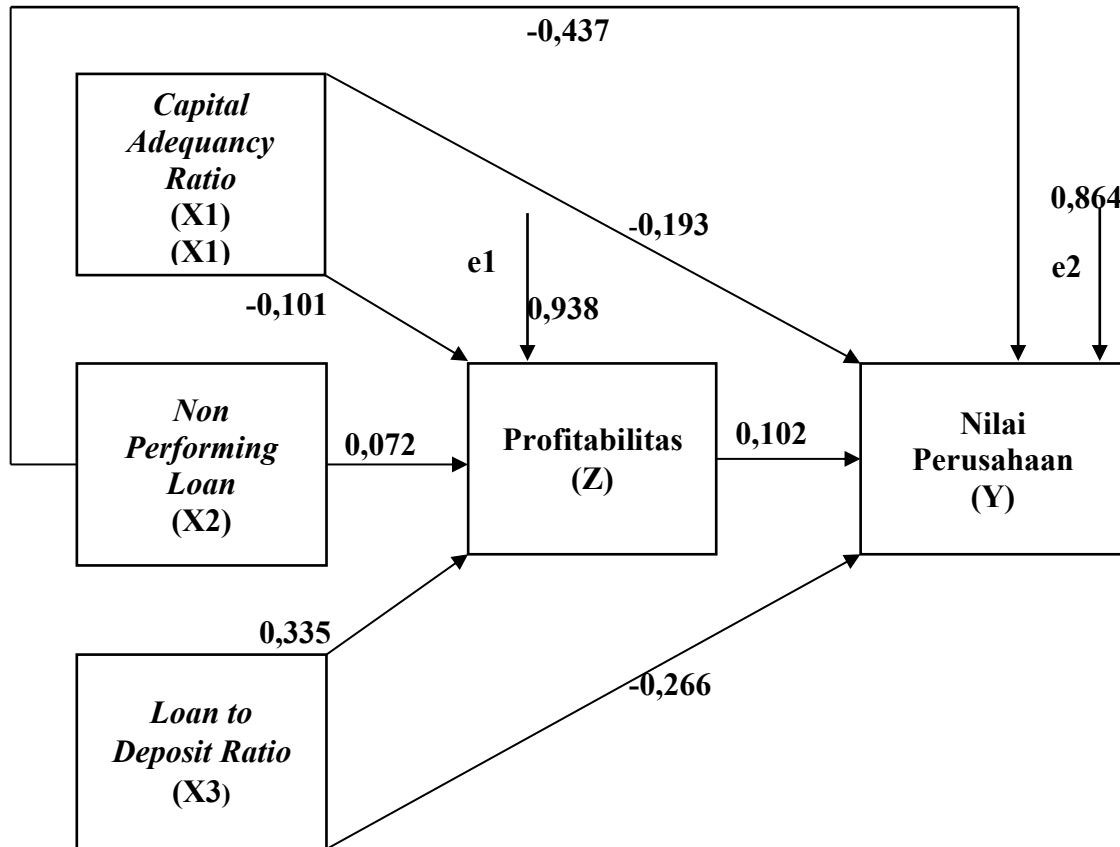 -0,437
Capital
Adequancy
Ratio
(X1)
(X1)
0,864
-0,193
e1
e2
-0,101
0,938
Non
Performing
Loan
(X2)
0,072
Profitabilitas
(Z)
0,102
Nilai
Perusahaan
(Y)
0,335
-0,266
Loan to
Deposit Ratio
(X3)